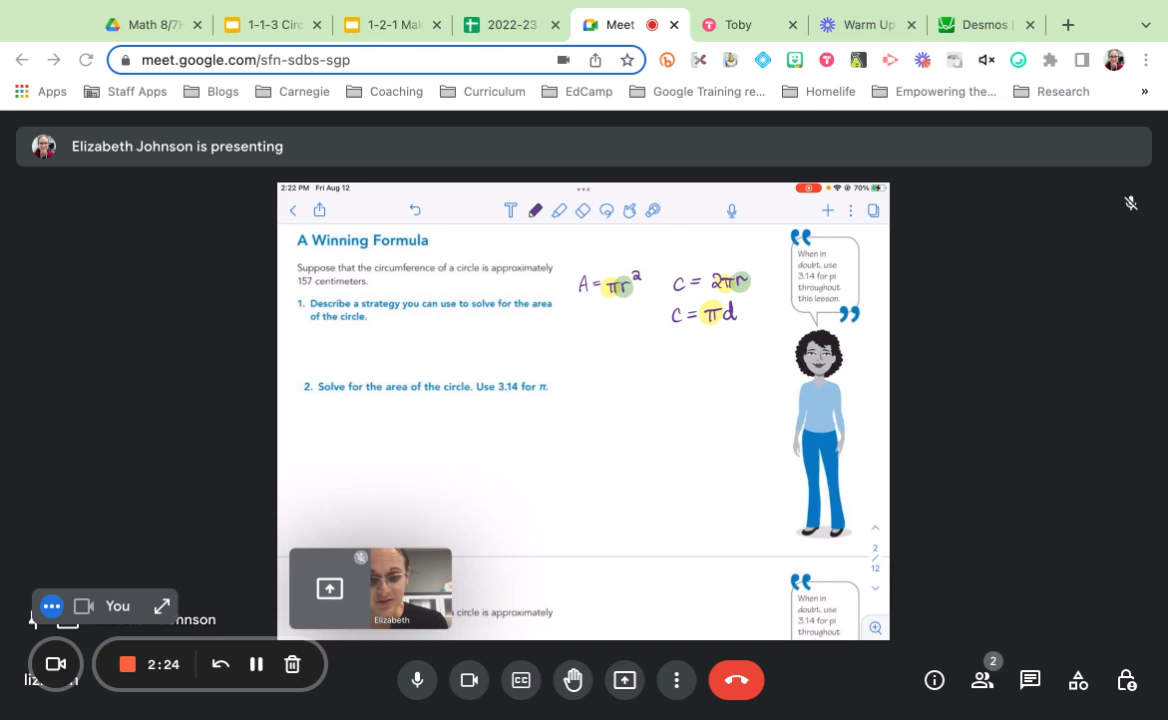 Math 8/7
1-1-3 Circ
1-2-1 Mak
2022-23
Meet
Toby
Warm Up
Desmos |
meet.google.com/sfn-sdbs-sgp
Apps
Staff Apps
Blogs
Carnegie
Coaching
Curriculum
EdCamp
Google Training re...
Homelife
Empowering the...
Research
»
Elizabeth Johnson is presenting
2:22 PM Fri Aug 12
70%
A Winning Formula
Suppose that the circumference of a circle is approximately
157 centimeters.
1. Describe a strategy you can use to solve for the area
of the circle.
A = πr²
C = 2πr
C = πd
When in
doubt, use
3.14 for pi
throughout
this lesson.
2. Solve for the area of the circle. Use 3.14 for π.
2
/
12
circle is approximately
When in
doubt, use
3.14 for pi
throughout
Elizabeth
You
nnson
2:24
CC
2